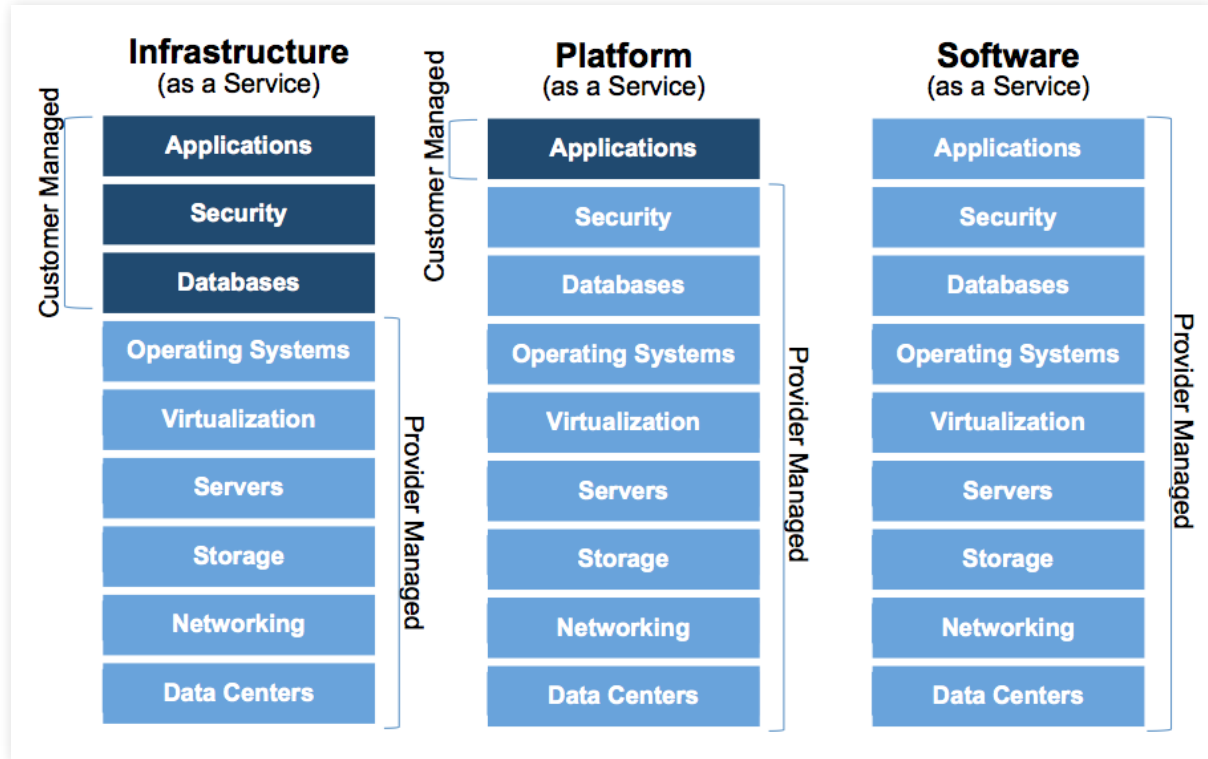 Infrastructure
(as a Service)
Customer Managed
Applications
Security
Databases
Operating Systems
Virtualization
Servers
Storage
Networking
Data Centers
Provider Managed
Platform
(as a Service)
Customer Managed
Applications
Security
Databases
Operating Systems
Virtualization
Servers
Storage
Networking
Data Centers
Provider Managed
Software
(as a Service)
Applications
Security
Databases
Operating Systems
Virtualization
Servers
Storage
Networking
Data Centers
Provider Managed